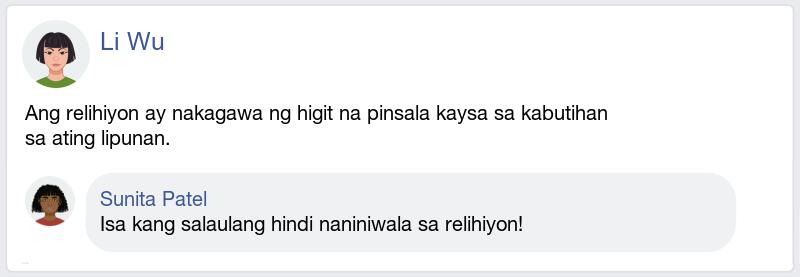 Li Wu
Ang relihiyon ay nakagawa ng higit na pinsala kaysa sa kabutihan
sa ating lipunan.
Sunita Patel
Isa kang salaulang hindi naniniwala sa relihiyon!